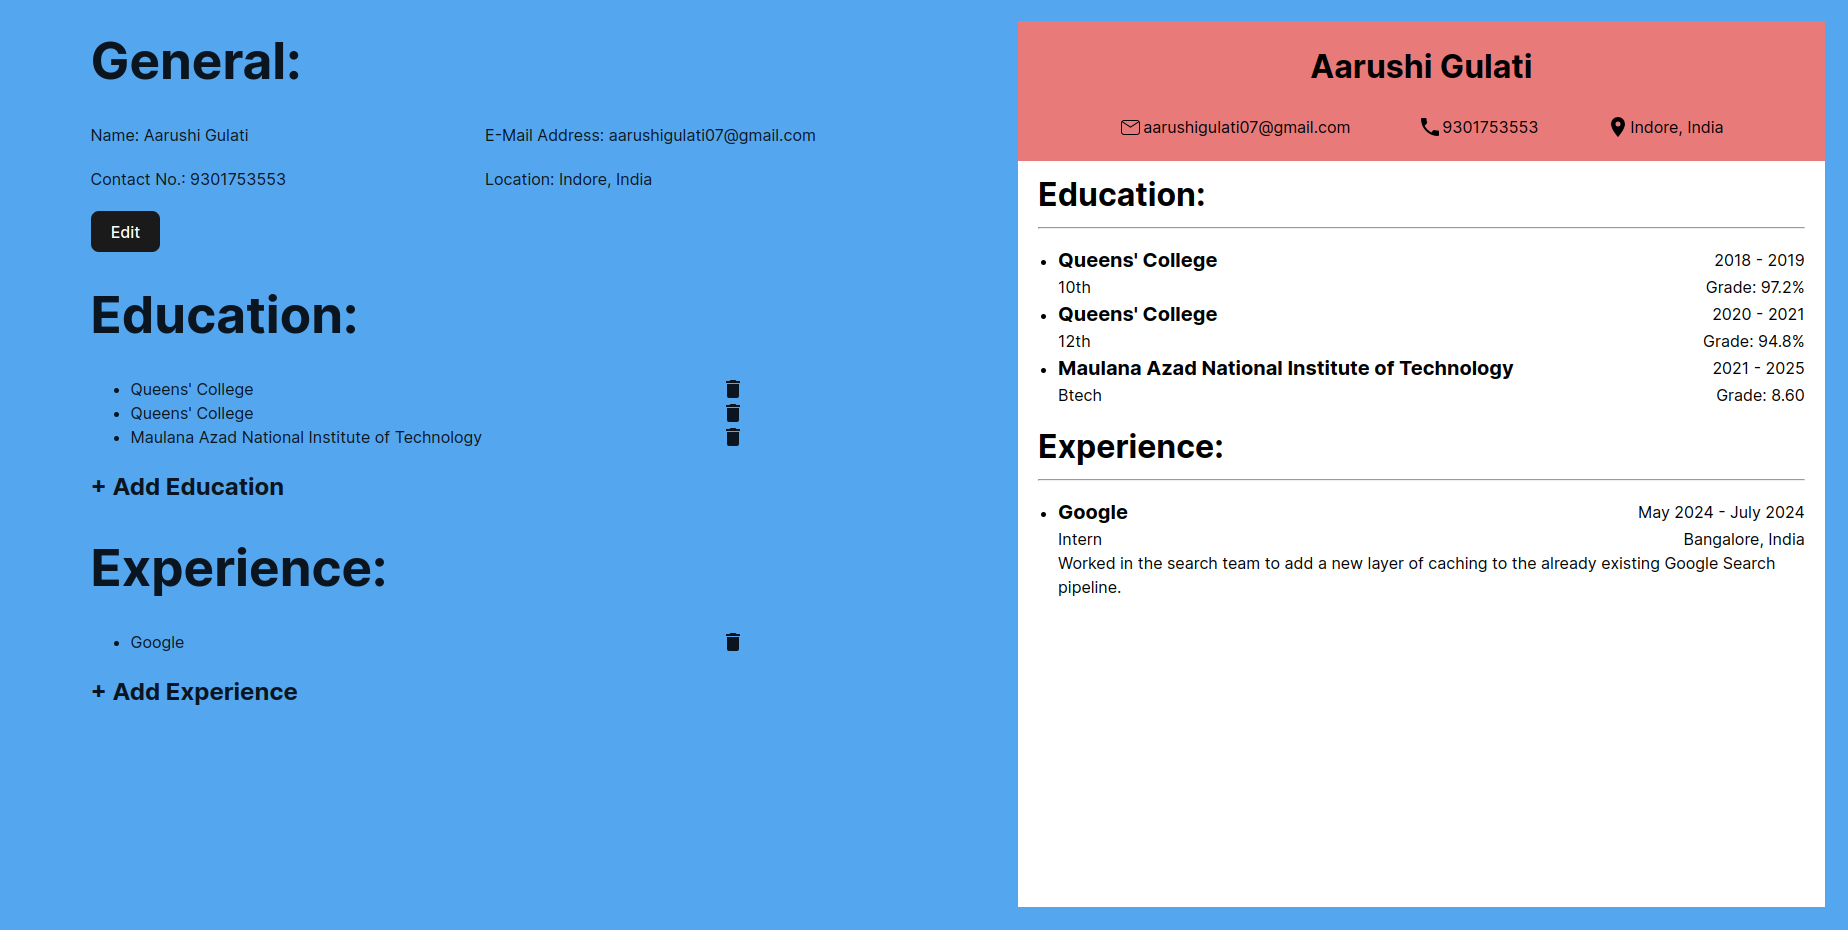 General:
Name: Aarushi Gulati
E-Mail Address: aarushigulati07@gmail.com
Contact No.: 9301753553
Location: Indore, India
Edit
Education:
• Queens' College
• Queens' College
• Maulana Azad National Institute of Technology
+ Add Education
Experience:
• Google
+ Add Experience
Aarushi Gulati
aarushigulati07@gmail.com
9301753553
Indore, India
Education:
• Queens' College
2018 - 2019
10th
Grade: 97.2%
• Queens' College
2020 - 2021
12th
Grade: 94.8%
• Maulana Azad National Institute of Technology
2021 - 2025
Btech
Grade: 8.60
Experience:
• Google
May 2024 - July 2024
Intern
Bangalore, India
Worked in the search team to add a new layer of caching to the already existing Google Search
pipeline.